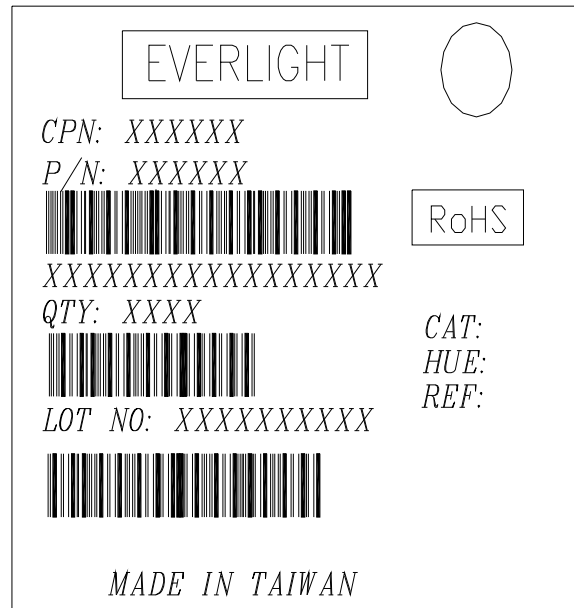 EVERLIGHT
CPN: XXXXXX
P/N: XXXXXX
RoHS
XXXXXXXXXXXXXXXXX
QTY: XXXX
CAT:
HUE:
REF:
LOT NO: XXXXXXXXXX
MADE IN TAIWAN